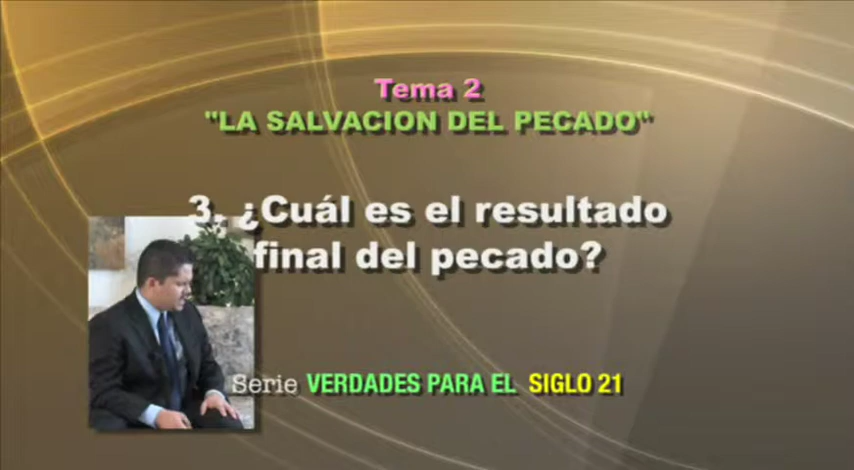 Tema 2
"LA SALVACION DEL PECADO"
3. ¿Cuál es el resultado
final del pecado?
Serie VERDADES PARA EL SIGLO 21